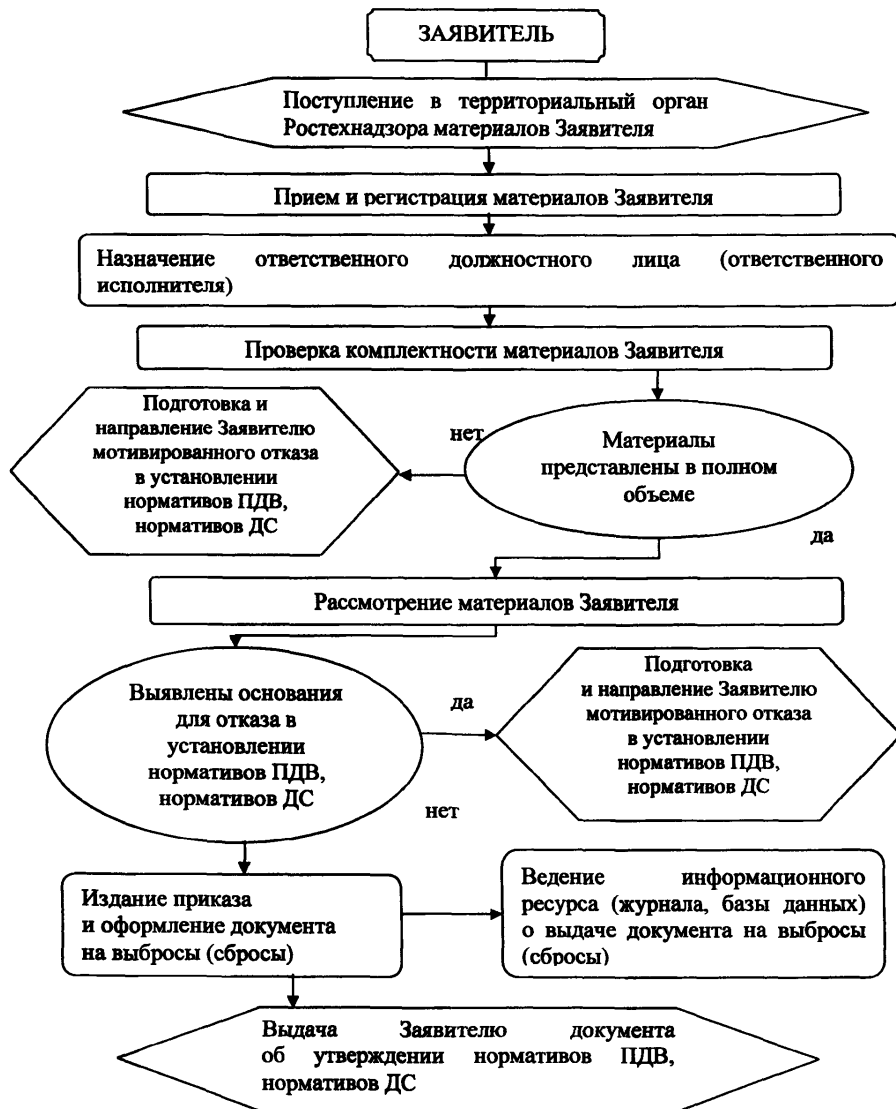 ЗАЯВИТЕЛЬ
Поступление в территориальный орган
Ростехнадзора материалов Заявителя
Прием и регистрация материалов Заявителя
Назначение ответственного должностного лица (ответственного
исполнителя)
Проверка комплектности материалов Заявителя
Подготовка и
направление Заявителю
мотивированного отказа
в установлении
нормативов ПДВ,
нормативов ДС
нет
Материалы
представлены в полном
объеме
да
Рассмотрение материалов Заявителя
Выявлены основания
для отказа в
установлении
нормативов ПДВ,
нормативов ДС
да
Подготовка
и направление Заявителю
мотивированного отказа
в установлении
нормативов ПДВ,
нормативов ДС
нет
Издание приказа
и оформление документа
на выбросы (сбросы)
Ведение информационного
ресурса (журнала, базы данных)
о выдаче документа на выбросы
(сбросы)
Выдача Заявителю документа
об утверждении нормативов ПДВ,
нормативов ДС